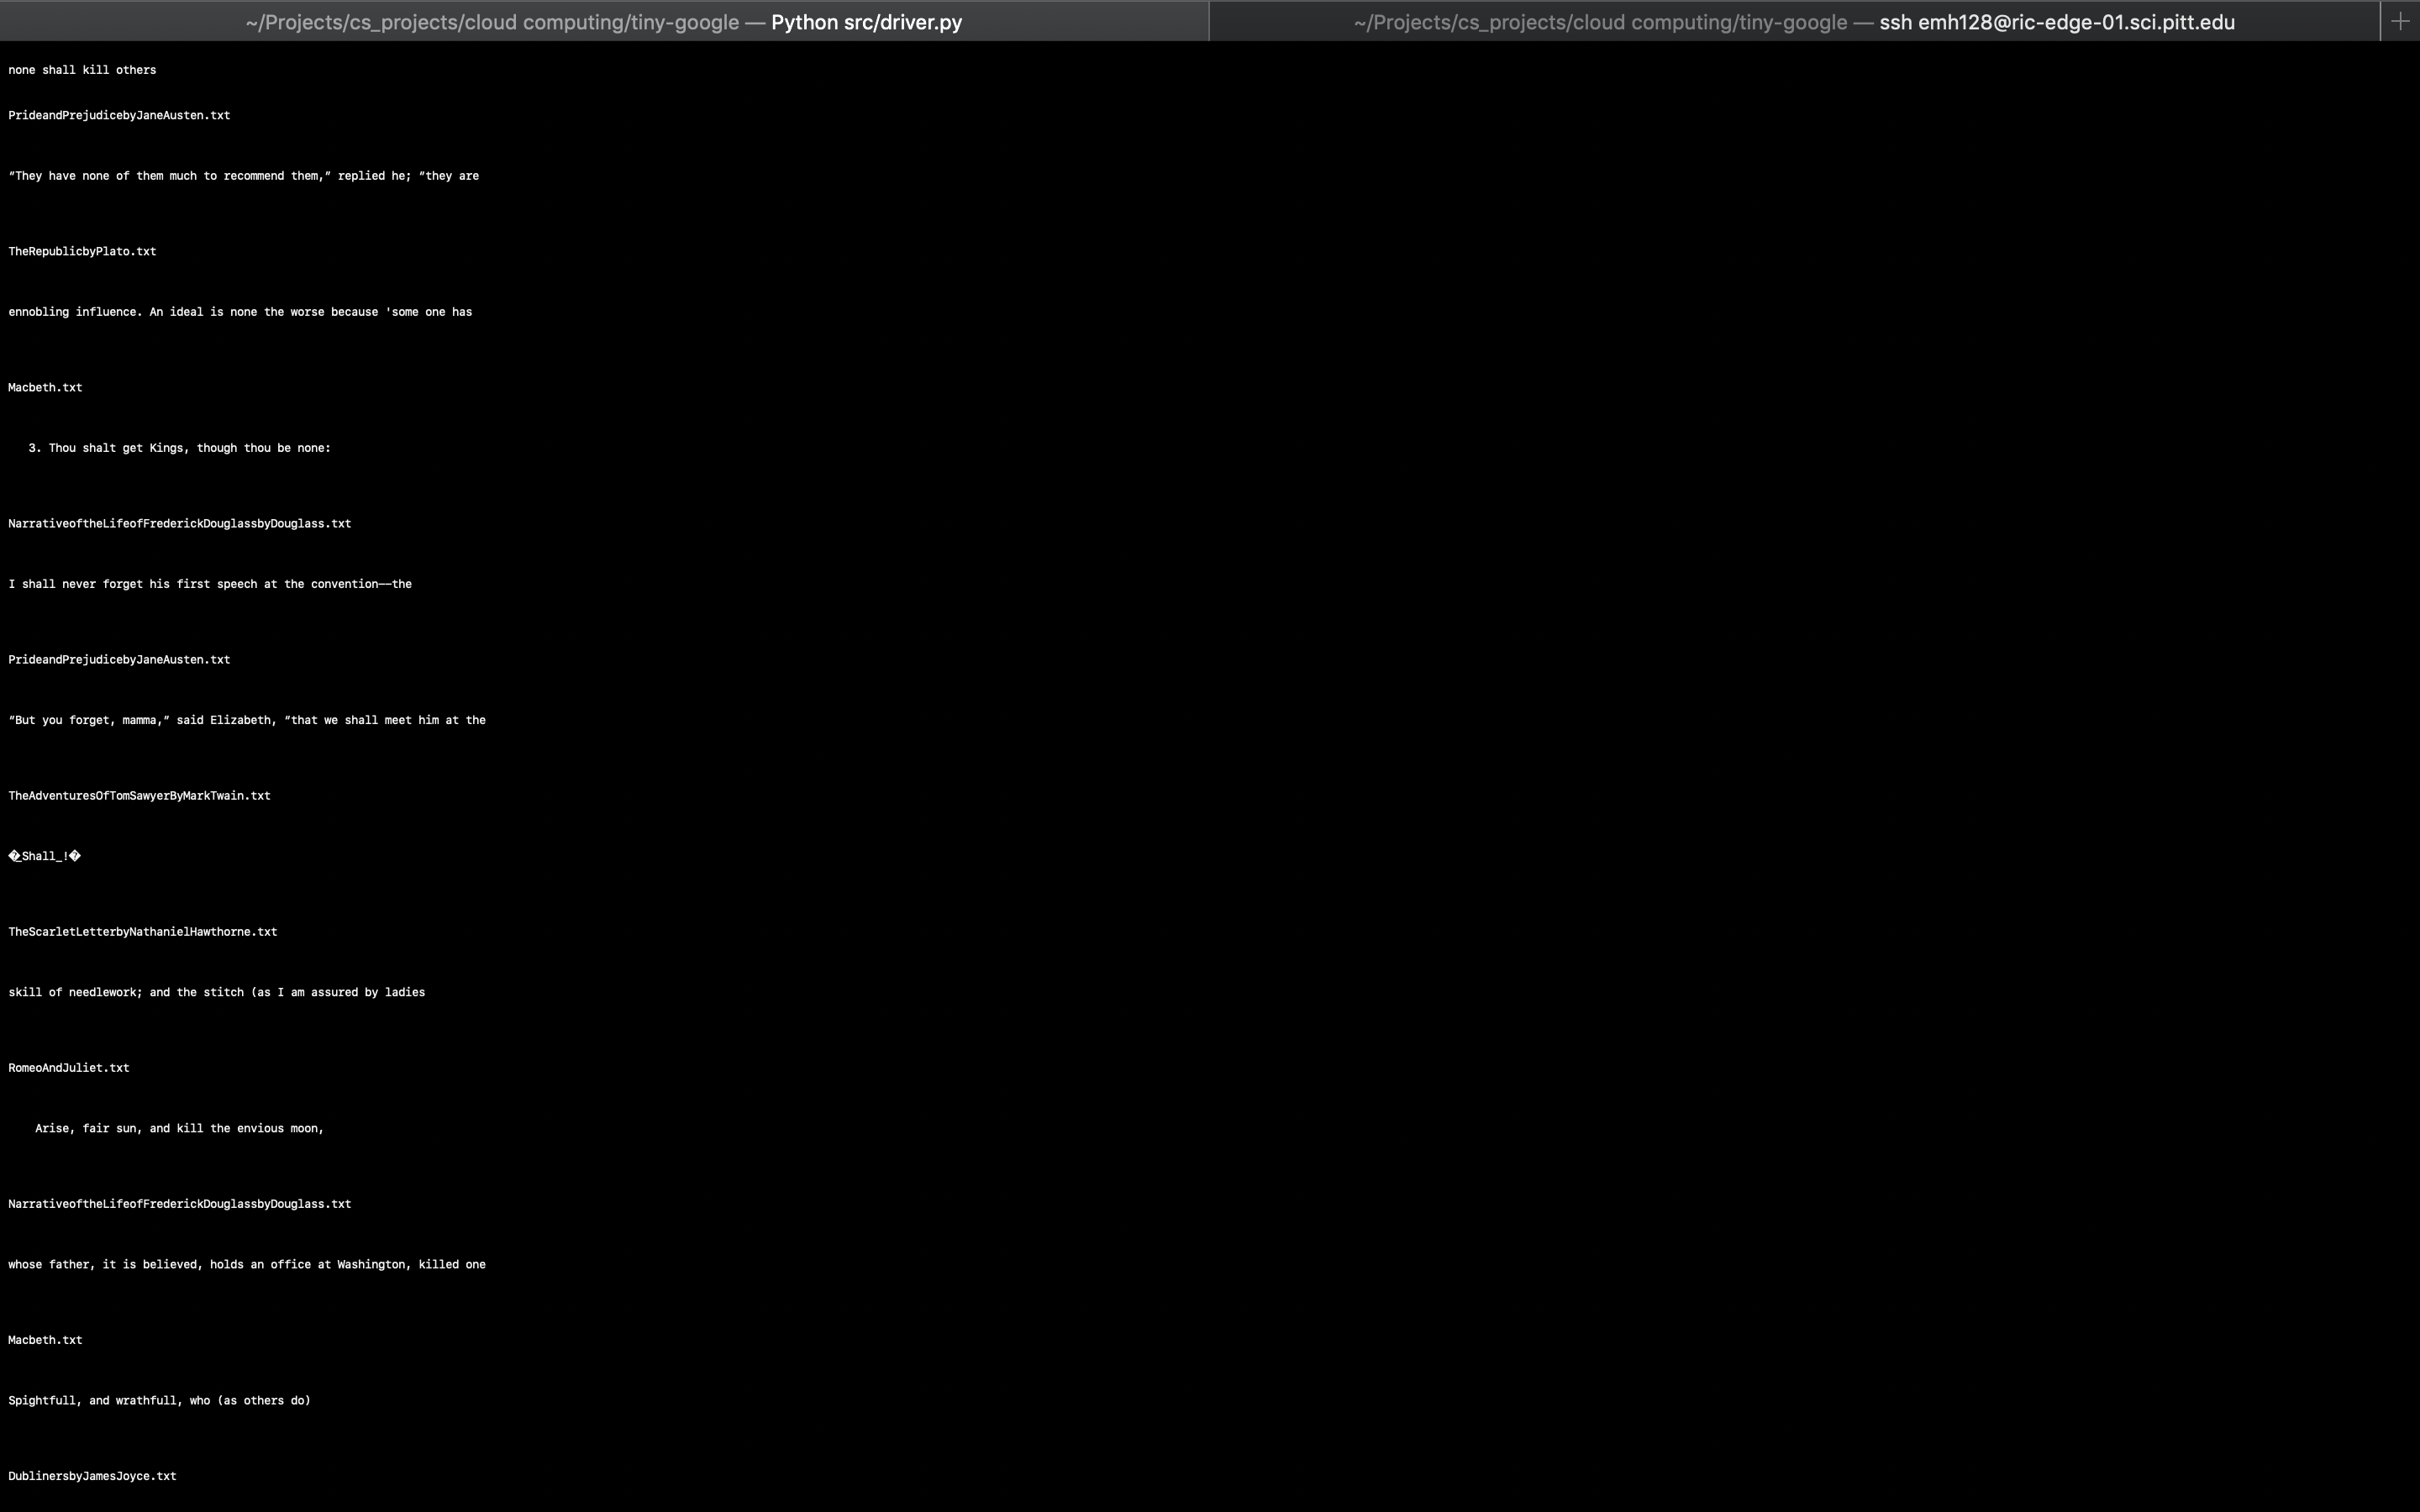 ~/Projects/cs_projects/cloud computing/tiny-google — Python src/driver.py
~/Projects/cs_projects/cloud computing/tiny-google — ssh emh128@ric-edge-01.sci.pitt.edu
none shall kill others
PrideandPrejudicebyJaneAusten.txt
“They have none of them much to recommend them,” replied he; “they are
TheRepublicbyPlato.txt
ennobling influence. An ideal is none the worse because 'some one has
Macbeth.txt
3. Thou shalt get Kings, though thou be none:
NarrativeoftheLifeofFrederickDouglassbyDouglass.txt
I shall never forget his first speech at the convention--the
PrideandPrejudicebyJaneAusten.txt
“But you forget, mamma,” said Elizabeth, “that we shall meet him at the
TheAdventuresOfTomSawyerByMarkTwain.txt
�_Shall_!�
TheScarletLetterbyNathanielHawthorne.txt
skill of needlework; and the stitch (as I am assured by ladies
RomeoAndJuliet.txt
Arise, fair sun, and kill the envious moon,
NarrativeoftheLifeofFrederickDouglassbyDouglass.txt
whose father, it is believed, holds an office at Washington, killed one
Macbeth.txt
Spightfull, and wrathfull, who (as others do)
DublinersbyJamesJoyce.txt